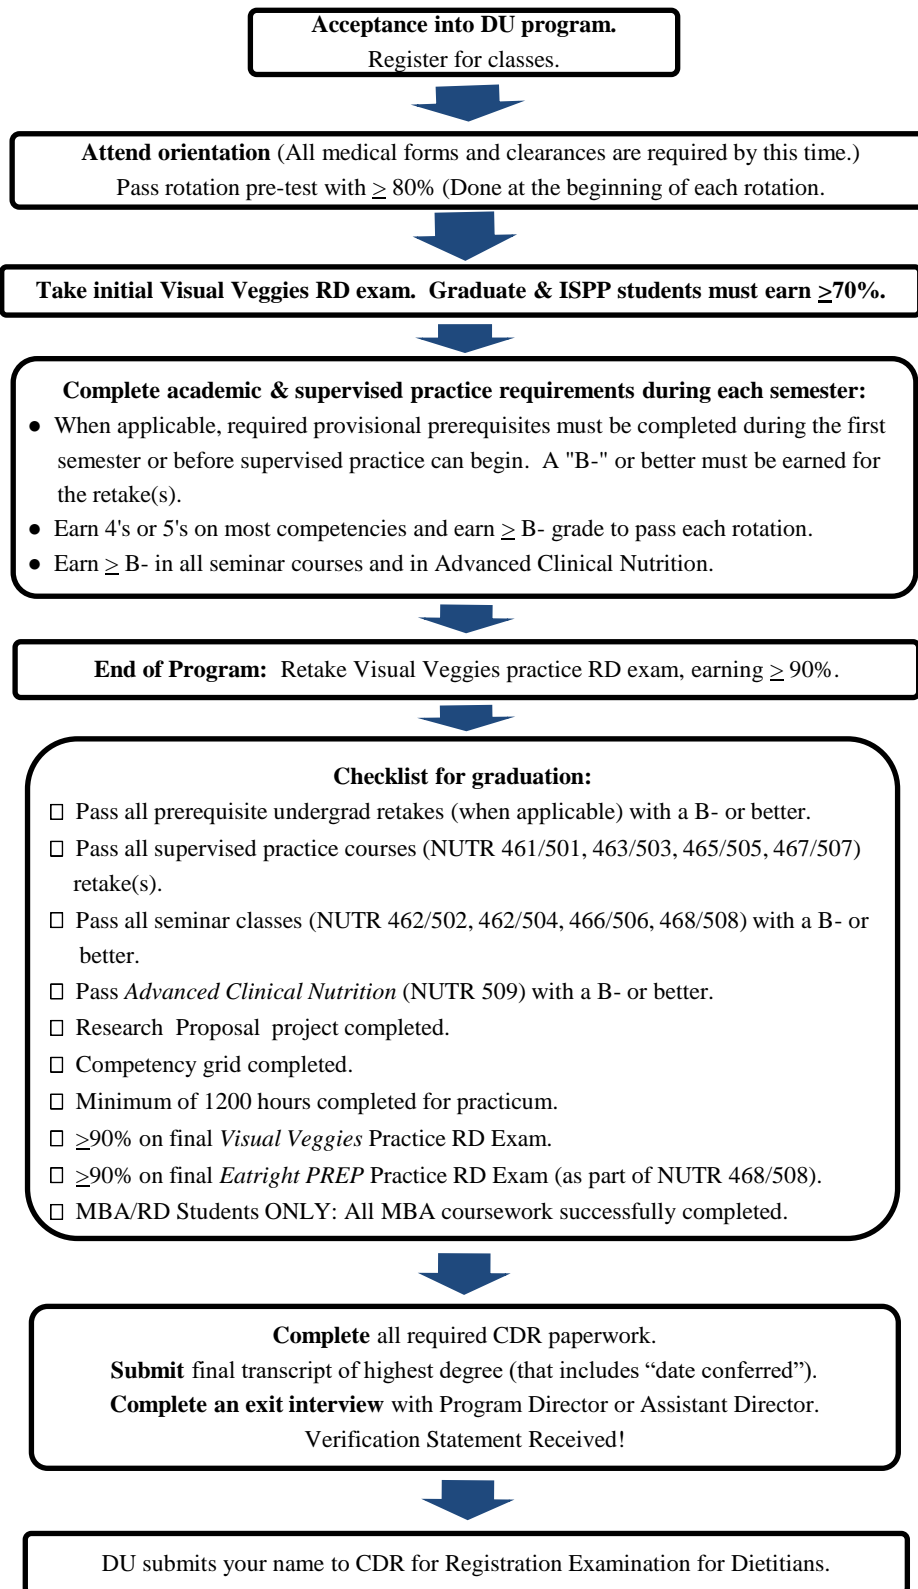 Acceptance into DU program.
Register for classes.
Attend orientation (All medical forms and clearances are required by this time.)
Pass rotation pre-test with ≥ 80% (Done at the beginning of each rotation.
Take initial Visual Veggies RD exam.  Graduate & ISPP students must earn ≥70%.
Complete academic & supervised practice requirements during each semester:
● When applicable, required provisional prerequisites must be completed during the first
semester or before supervised practice can begin.  A "B-" or better must be earned for
the retake(s).
● Earn 4's or 5's on most competencies and earn ≥ B- grade to pass each rotation.
● Earn ≥ B- in all seminar courses and in Advanced Clinical Nutrition.
End of Program:  Retake Visual Veggies practice RD exam, earning ≥ 90%.
Checklist for graduation:
☐ Pass all prerequisite undergrad retakes (when applicable) with a B- or better.
☐ Pass all supervised practice courses (NUTR 461/501, 463/503, 465/505, 467/507)
retake(s).
☐ Pass all seminar classes (NUTR 462/502, 462/504, 466/506, 468/508) with a B- or
better.
☐ Pass Advanced Clinical Nutrition (NUTR 509) with a B- or better.
☐ Research  Proposal  project completed.
☐ Competency grid completed.
☐ Minimum of 1200 hours completed for practicum.
☐ ≥90% on final Visual Veggies Practice RD Exam.
☐ ≥90% on final Eatright PREP Practice RD Exam (as part of NUTR 468/508).
☐ MBA/RD Students ONLY: All MBA coursework successfully completed.
Complete all required CDR paperwork.
Submit final transcript of highest degree (that includes “date conferred”).
Complete an exit interview with Program Director or Assistant Director.
Verification Statement Received!
DU submits your name to CDR for Registration Examination for Dietitians.